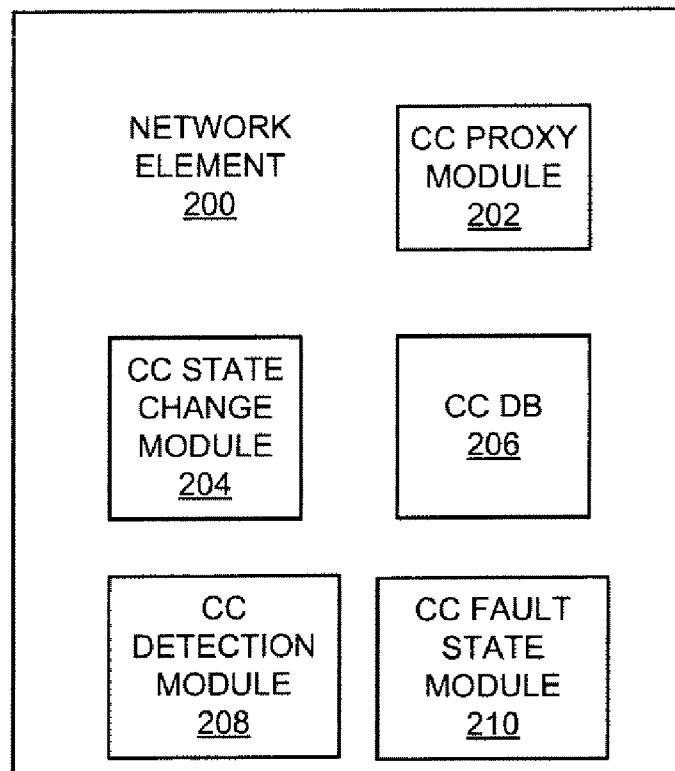 NETWORK
ELEMENT
200
CC PROXY
MODULE
202
CC STATE
CHANGE
MODULE
204
CC DB
206
CC
DETECTION
MODULE
208
CC FAULT
STATE
MODULE
210